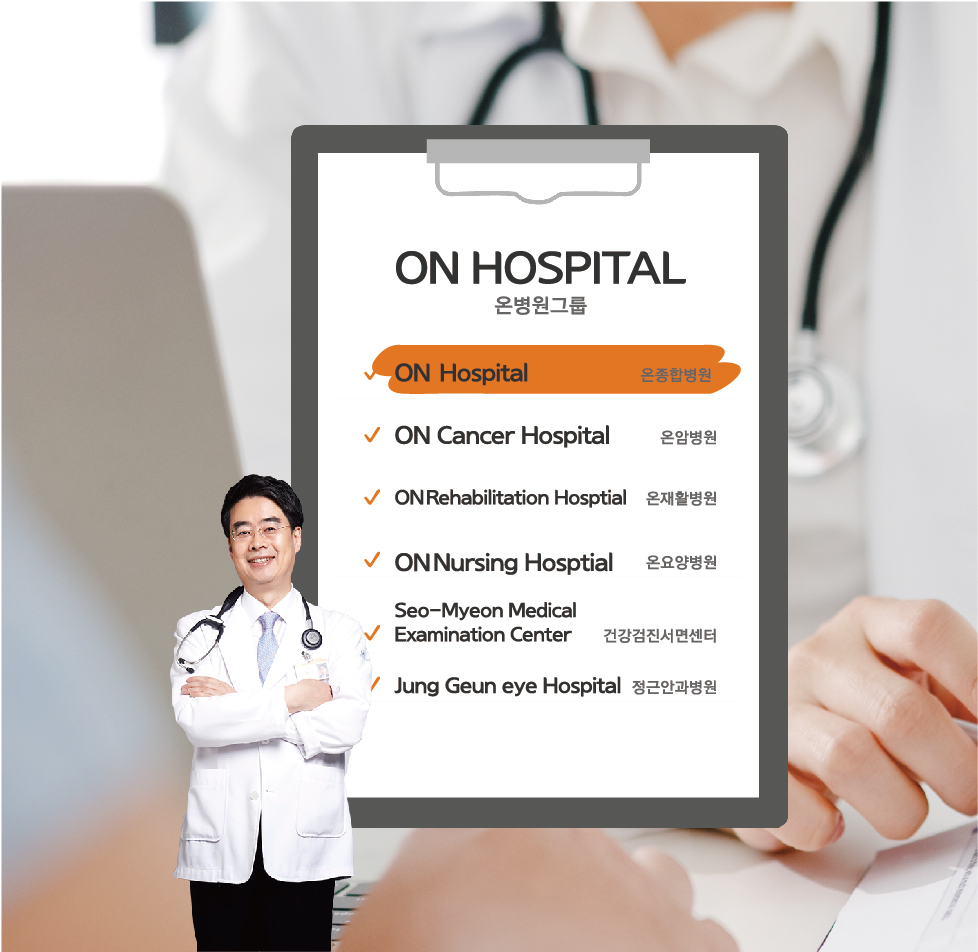 ON HOSPITAL
온병원그룹
ON Hospital 온종합병원
ON Cancer Hospital 온암병원
ON Rehabilitation Hosptial 온재활병원
ON Nursing Hosptial 온요양병원
Seo-Myeon Medical
Examination Center 건강검진서면센터
Jung Geun eye Hospital 정근안과병원